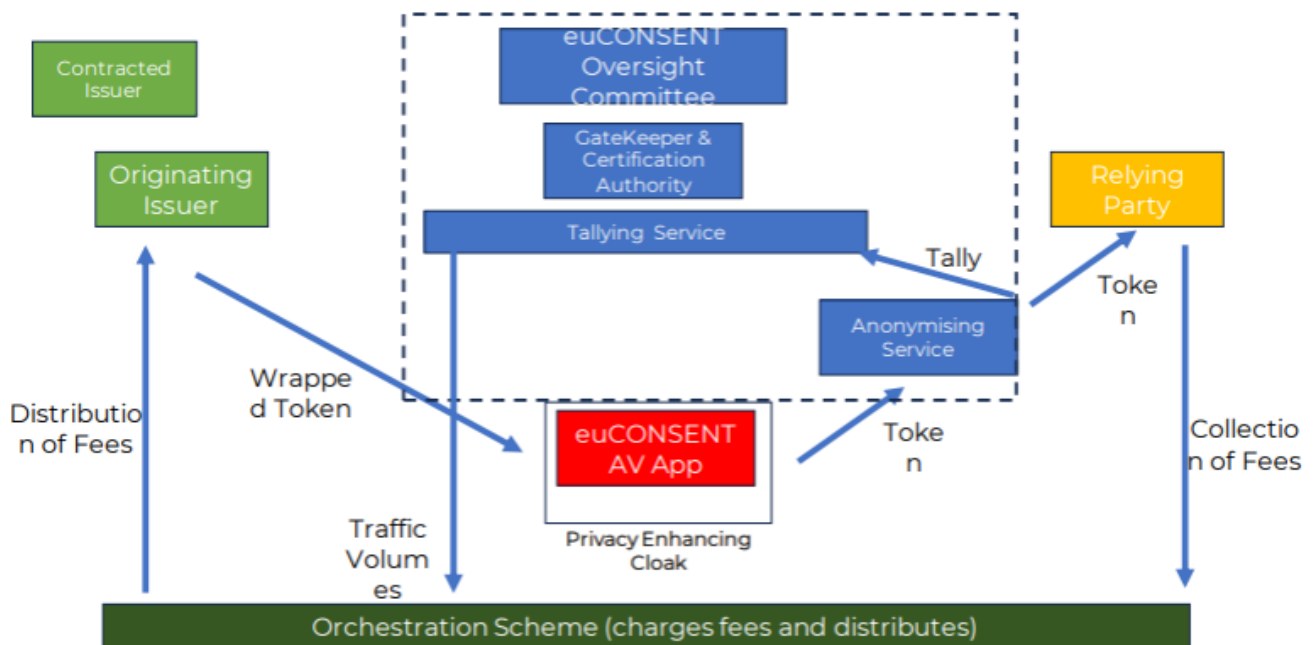 Contracted
Issuer
euCONSENT
Oversight
Committee
GateKeeper &
Certification
Authority
Originating
Issuer
Relying
Party
Tallying Service
Tally
Toke
n
Anonymising
Service
Wrappe
d Token
Distributio
n of Fees
euCONSENT
AV App
Toke
n
Collectio
n of Fees
Traffic
Volum
es
Privacy Enhancing
Cloak
Orchestration Scheme (charges fees and distributes)